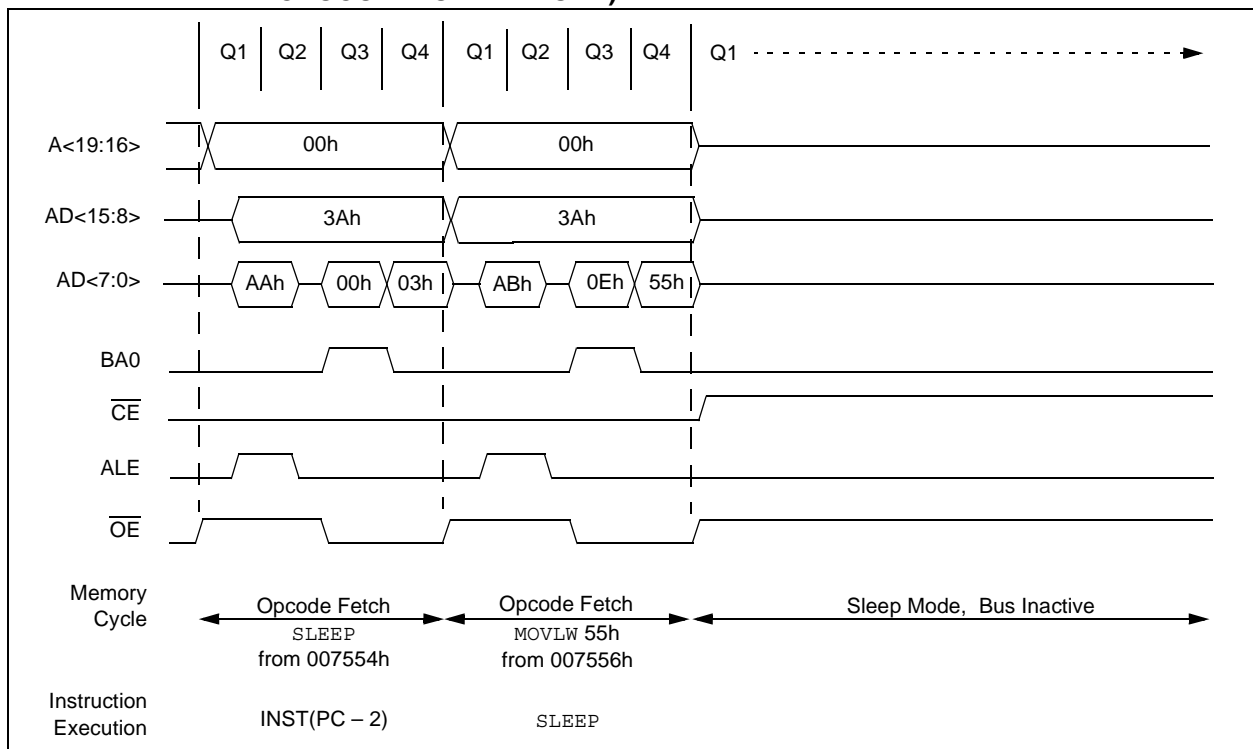 Q1 Q2 Q3 Q4 Q1 Q2 Q3 Q4 Q1
A<19:16> 00h 00h
AD<15:8> 3Ah 3Ah
AD<7:0> AAh 00h 03h ABh 0Eh 55h
BA0
CE
ALE
OE
Memory
Cycle
Opcode Fetch
SLEEP
from 007554h
Opcode Fetch
MOVLW 55h
from 007556h
Sleep Mode, Bus Inactive
Instruction
Execution
INST(PC – 2)
SLEEP